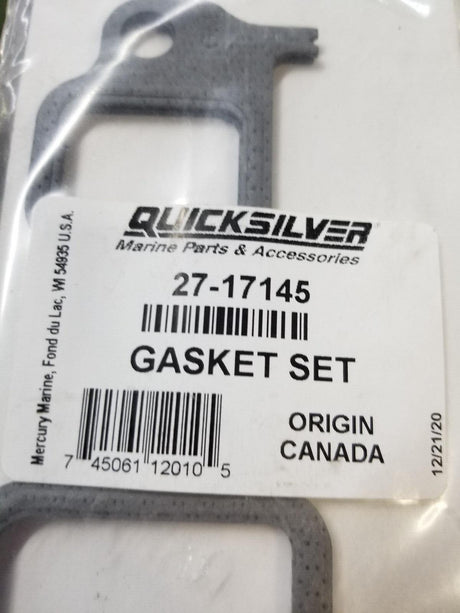 QUICKSILVER
Marine Parts & Accessories
27-17145
GASKET SET
7 45061 12010 5
ORIGIN
CANADA
12/21/20
Mercury Marine, Fond du Lac, WI 54935 U.S.A.